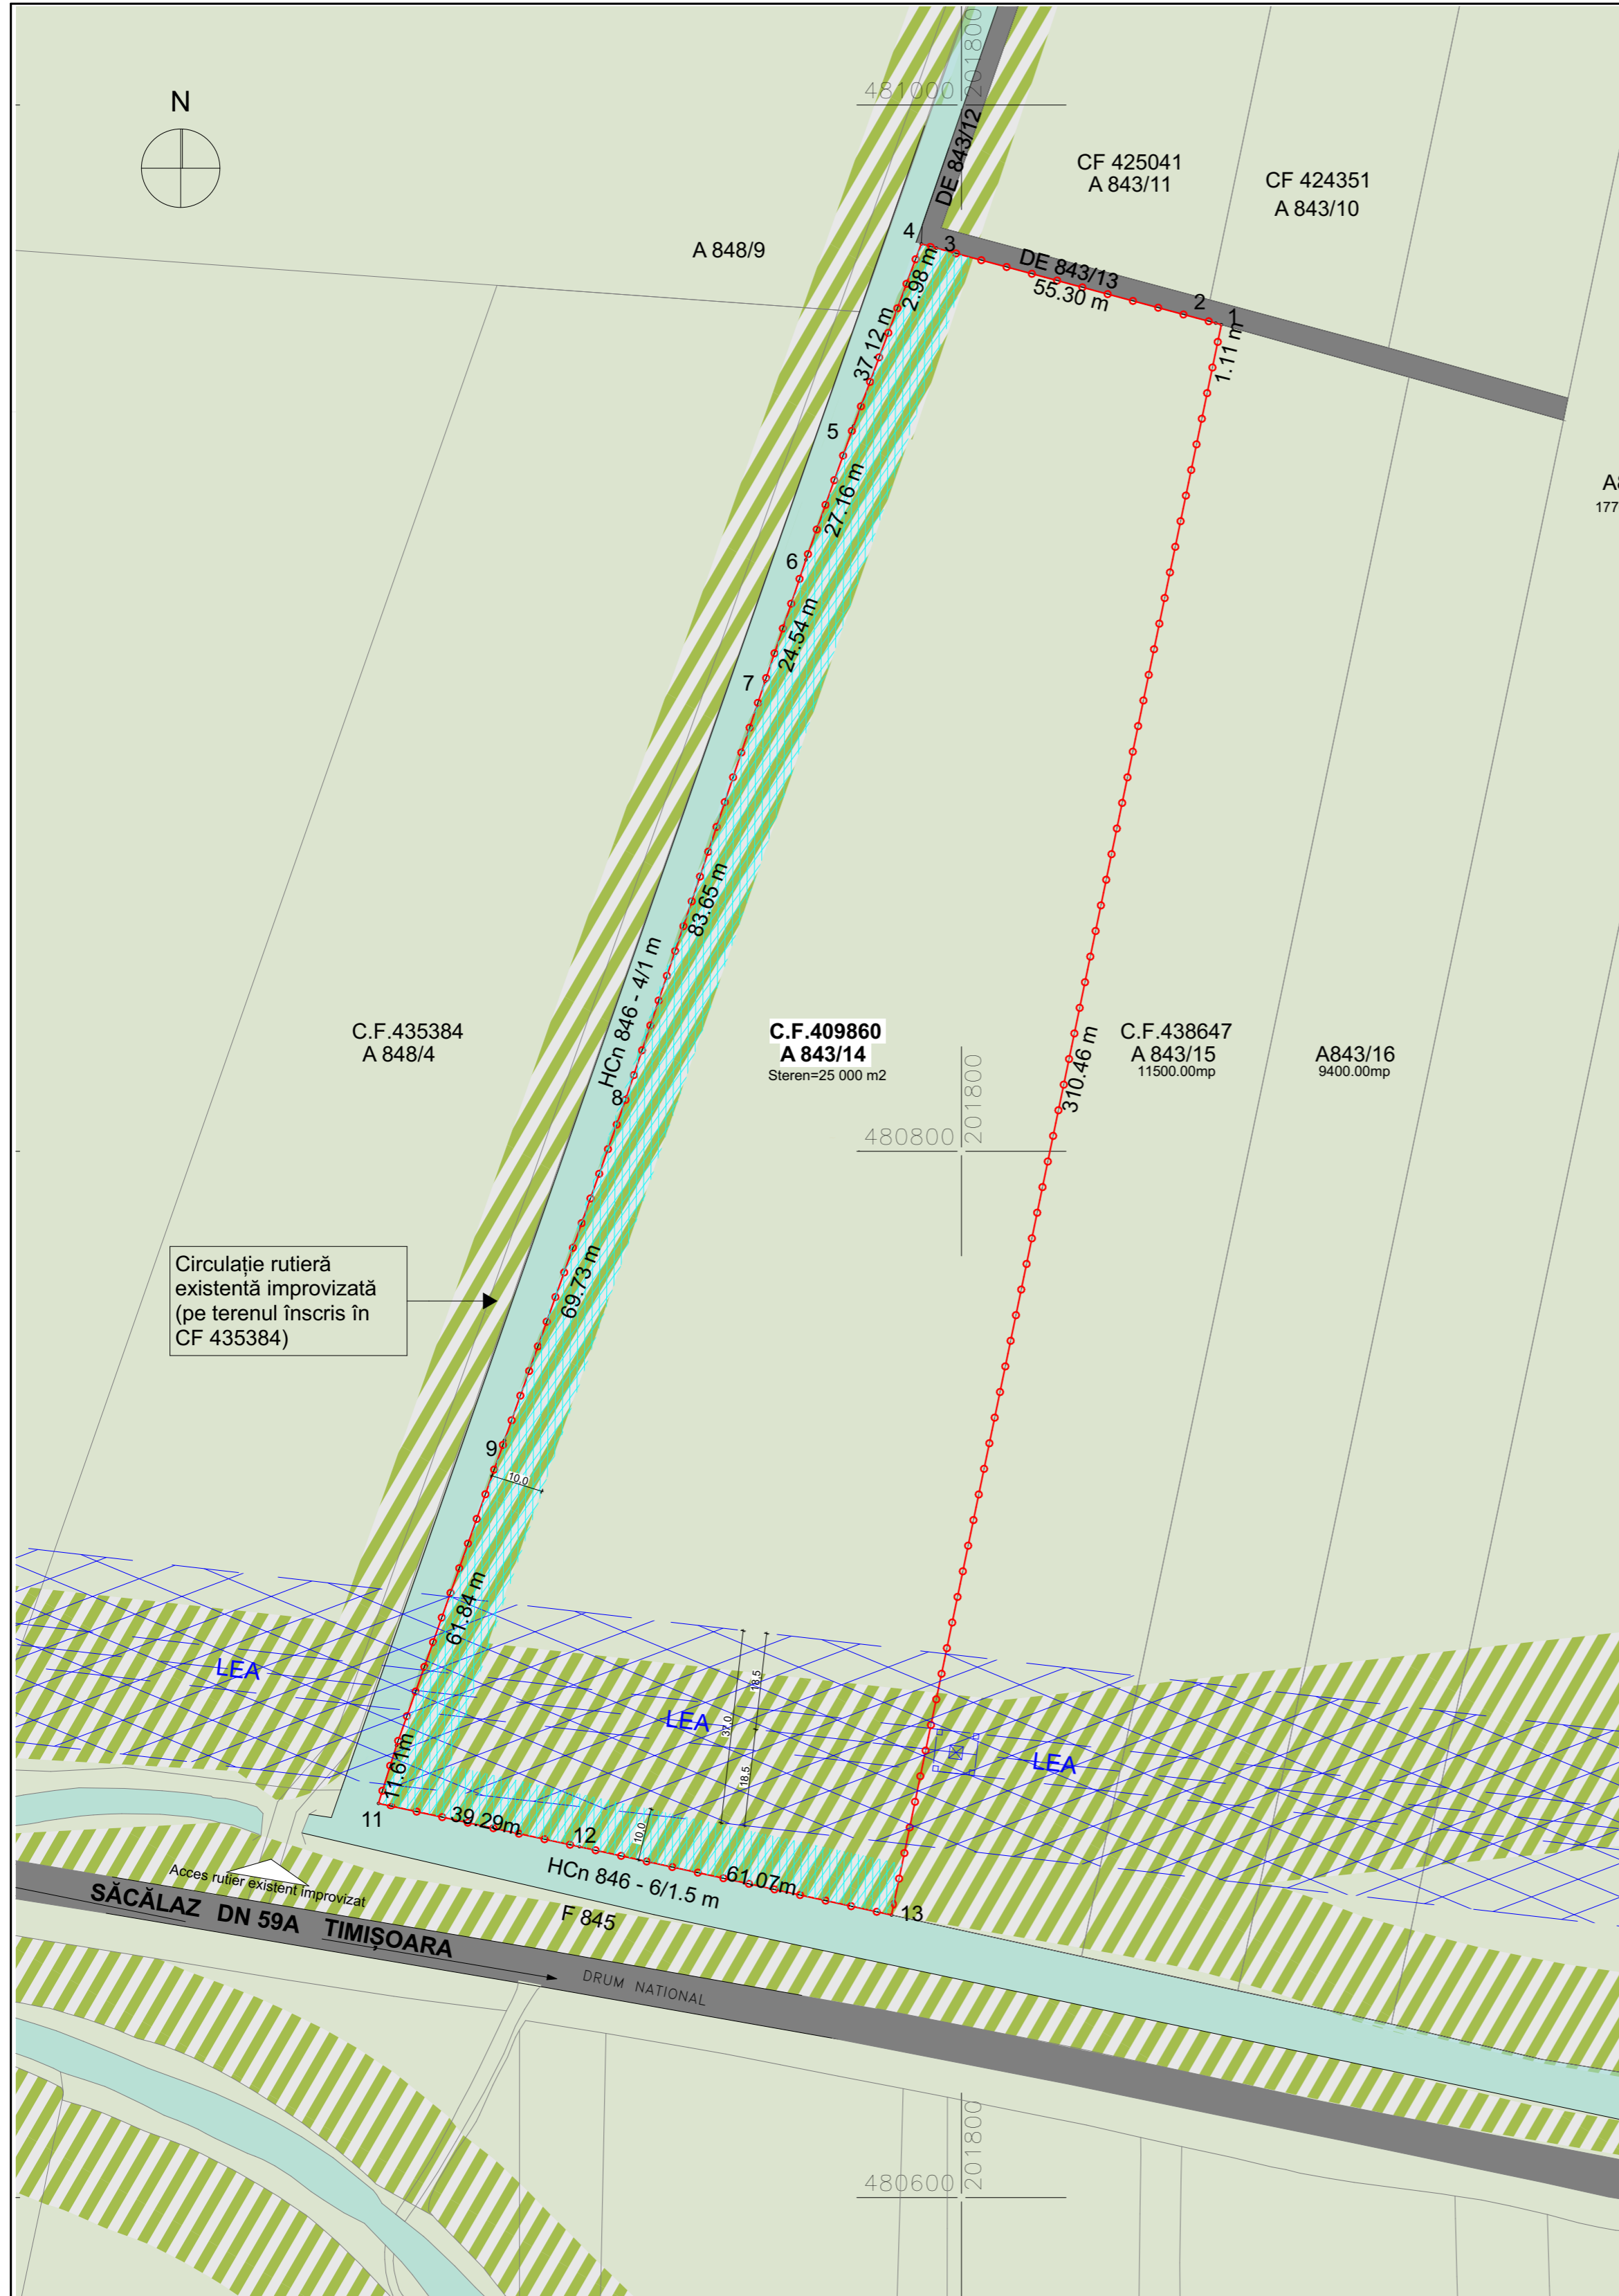 N
481000
201800
DE 843/12
CF 425041
A 843/11
CF 424351
A 843/10
A 848/9
4
3
DE 843/13
55.30 m
2
1
1.11 m
2.98 m
37.12 m
5
27.16 m
6
24.54 m
7
83.65 m
HCn 846 - 4/1 m
C.F.435384
A 848/4
C.F.409860
A 843/14
Steren=25 000 m2
C.F.438647
A 843/15
11500.00mp
A843/16
9400.00mp
310.46 m
480800
201800
8
Circulație rutieră
existentă improvizată
(pe terenul înscris în
CF 435384)
69.73 m
9
10,0
61.84 m
LEA
LEA
LEA
37,0
18,5
18,5
11.61m
11
39.29m
12
10,0
61.07m
13
HCn 846 - 6/1.5 m
F 845
Acces rutier existent improvizat
SĂCĂLAZ DN 59A TIMIȘOARA
DRUM NATIONAL
480600
201800